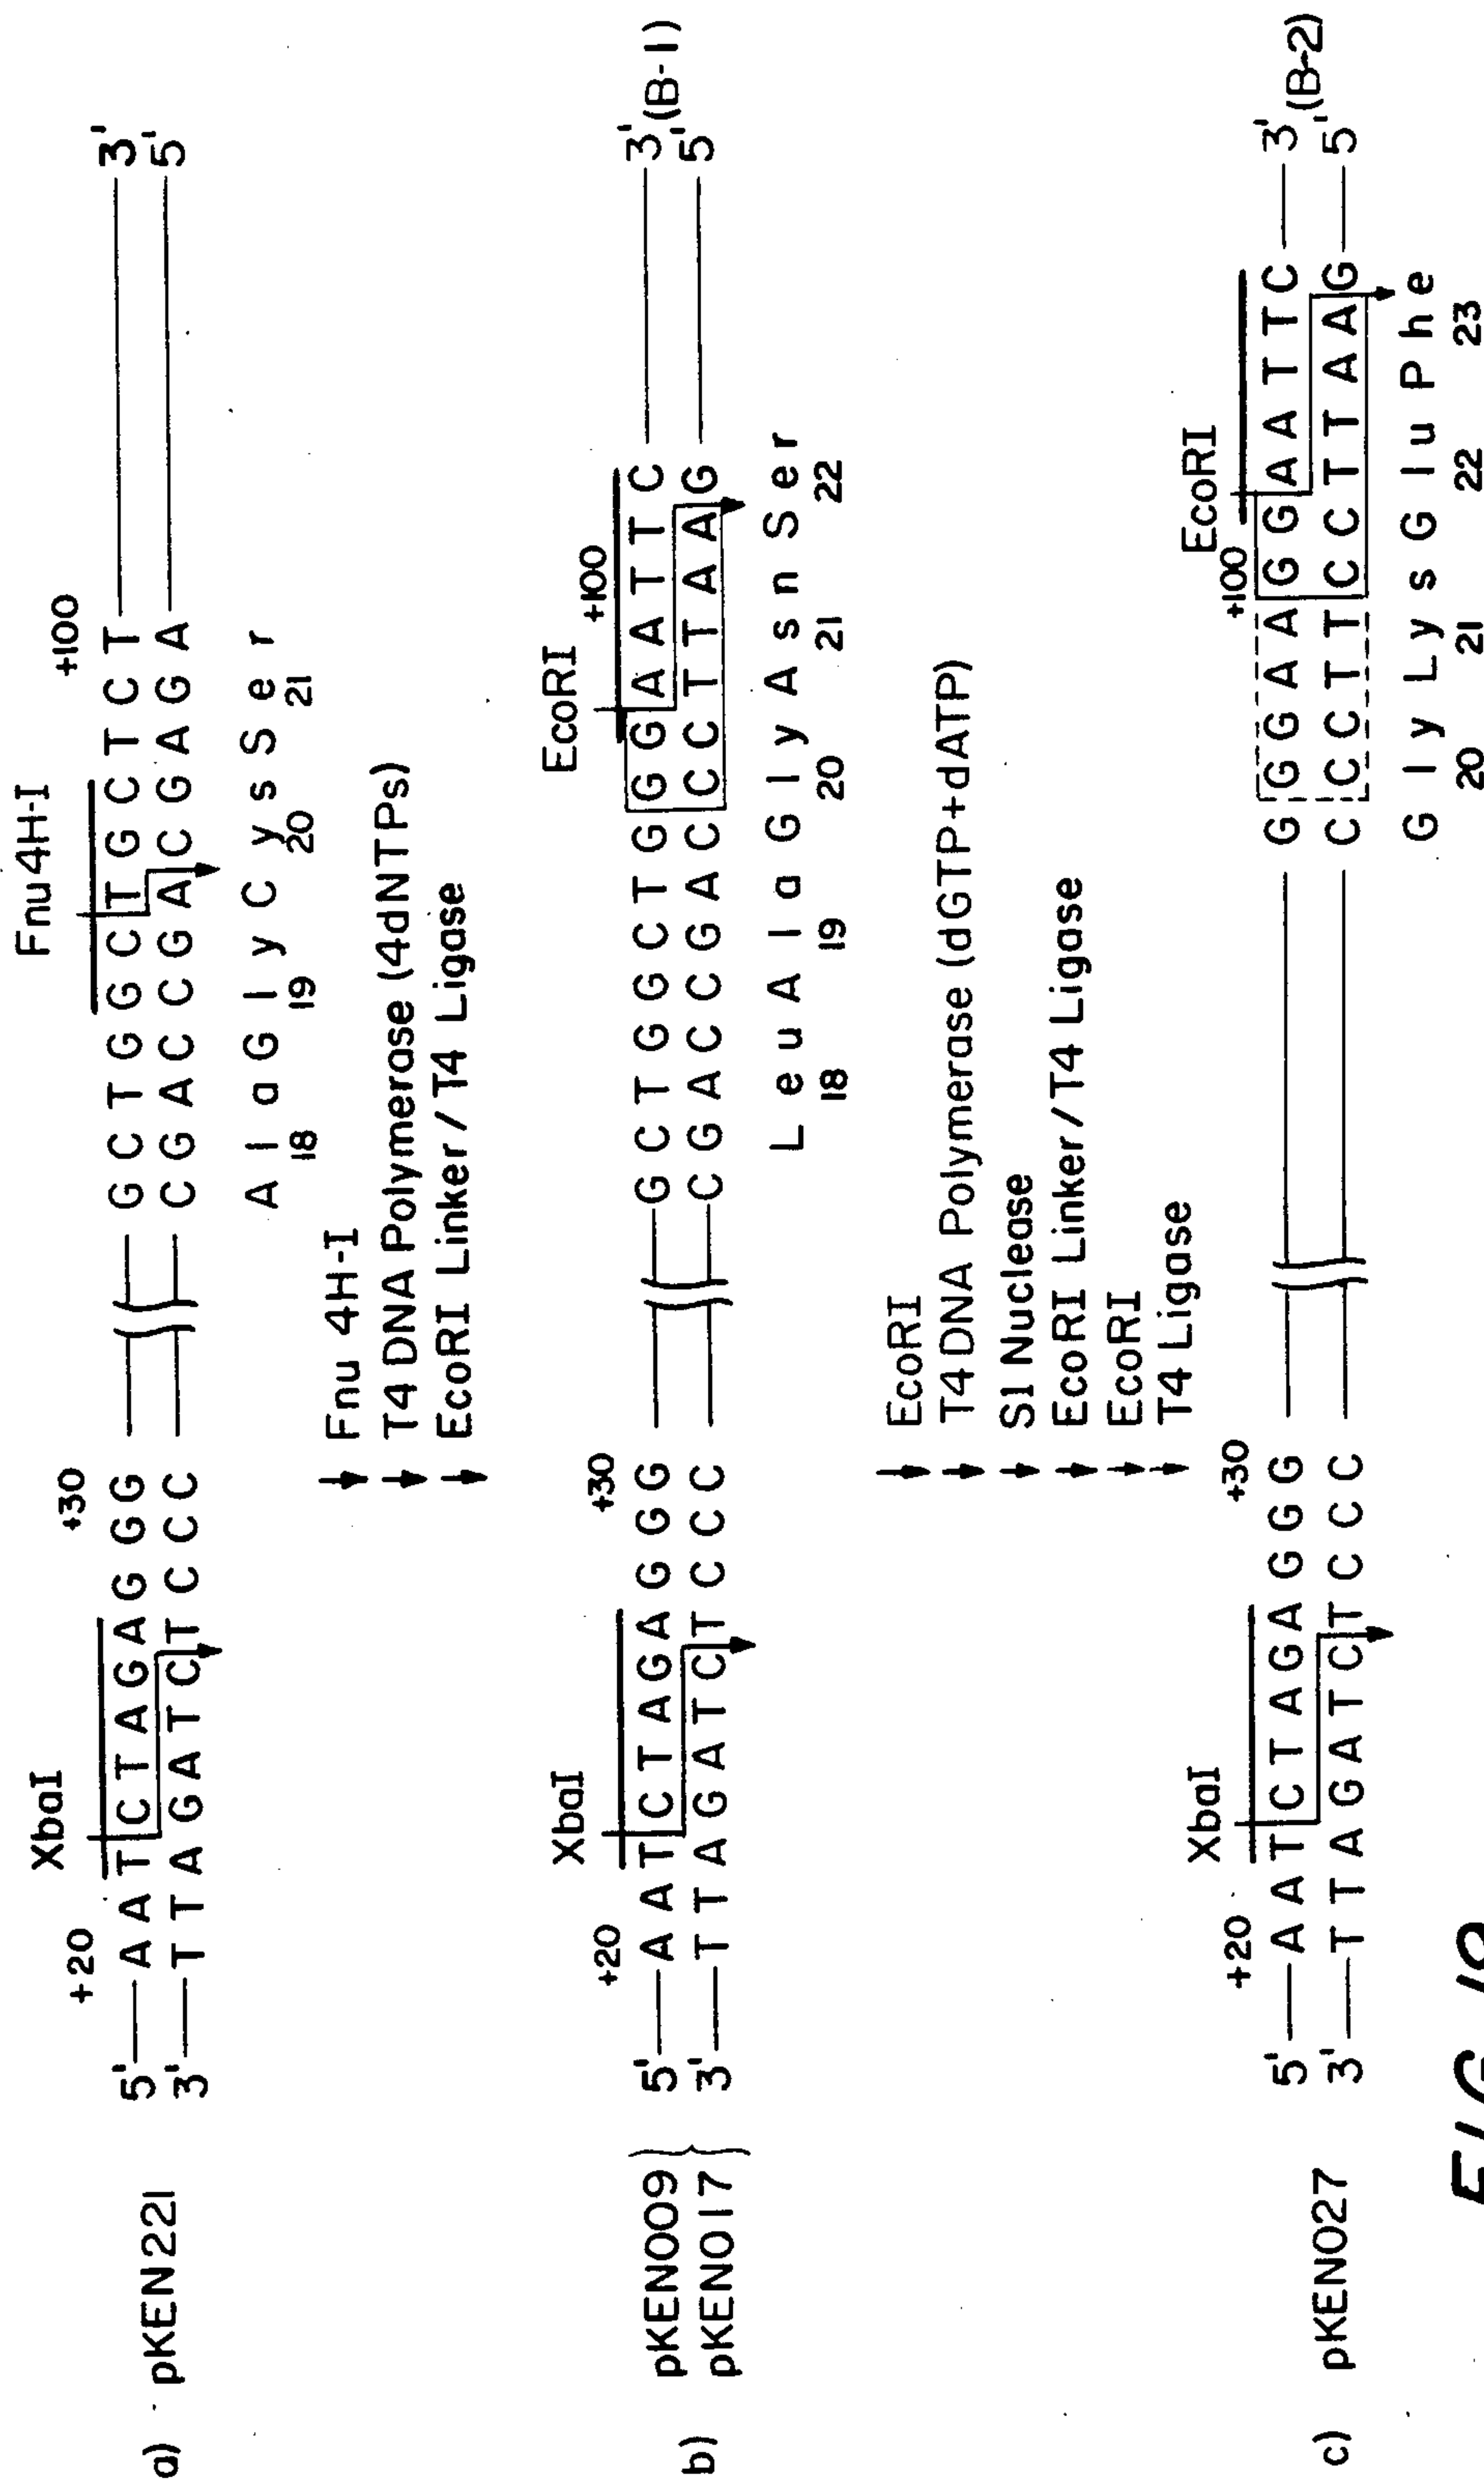 Fnu4H-I
XbaI
+20 +30 +100
a) pKEN221 5' A A T C T A G A G G G G C T G G C T G C T C T 3'
3' T T A G A T C T C C C C G A C C G A C G A G A 5'
A l a G l y C y s S e r
18 19 20 21
Fnu 4H-I
T4 DNA Polymerase (4dNTPs)
EcoRI Linker / T4 Ligase
EcoRI
XbaI
+20 +30 +100
b) pKEN009 5' A A T C T A G A G G G G C T G G C T G G G A A T T C 3' (B-1)
pKEN017 3' T T A G A T C T C C C C G A C C G A C C C T T A A G 5'
L e u A l a G l y A s n S e r
18 19 20 21 22
EcoRI
T4 DNA Polymerase (dGTP+dATP)
S1 Nuclease
EcoRI Linker/T4 Ligase
EcoRI
T4 Ligase
EcoRI
XbaI
+20 +30 +100
c) pKEN027 5' A A T C T A G A G G G G G G A A G G A A T T C 3' (B-2)
3' T T A G A T C T C C C C C C T T C C T T A A G 5'
G l y L y s G l u P h e
20 21 22 23